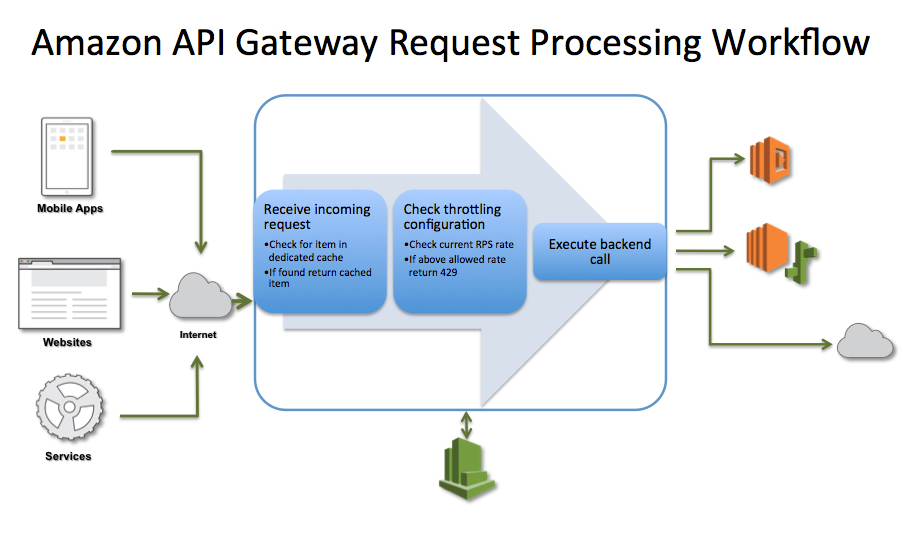 Amazon API Gateway Request Processing Workflow
Mobile Apps
Websites
Services
Internet
Receive incoming
request
•Check for item in
dedicated cache
•If found return cached
item
Check throttling
configuration
•Check current RPS rate
•If above allowed rate
return 429
Execute backend
call